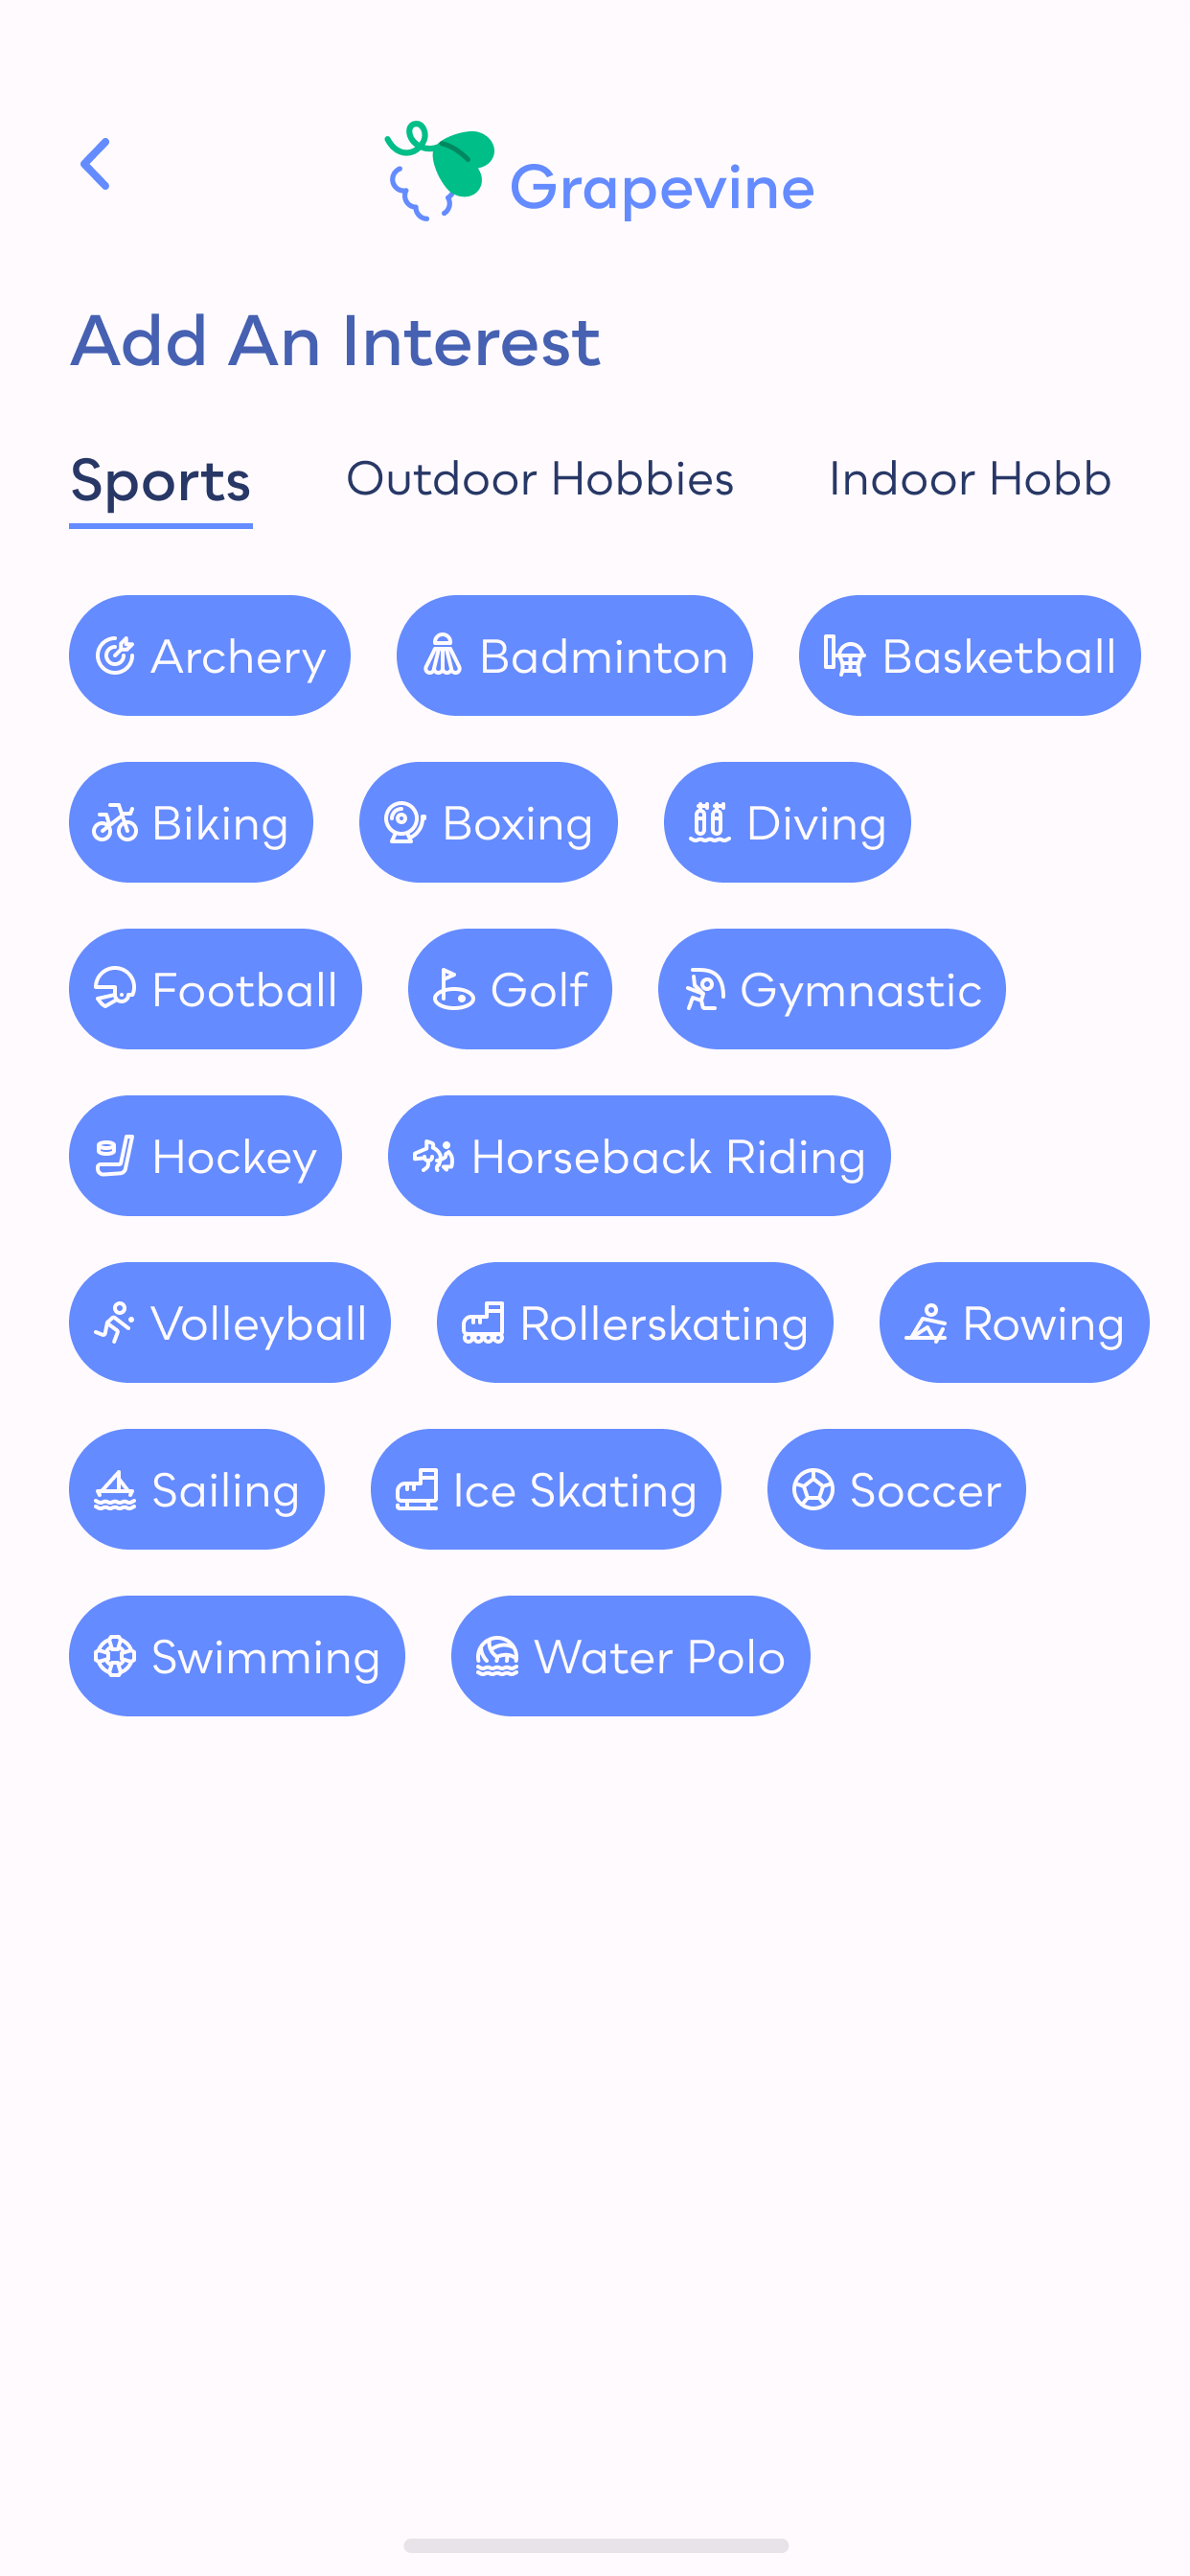 Grapevine
Add An Interest
Sports Outdoor Hobbies Indoor Hobb
Archery Badminton Basketball
Biking Boxing Diving
Football Golf Gymnastic
Hockey Horseback Riding
Volleyball Rollerskating Rowing
Sailing Ice Skating Soccer
Swimming Water Polo